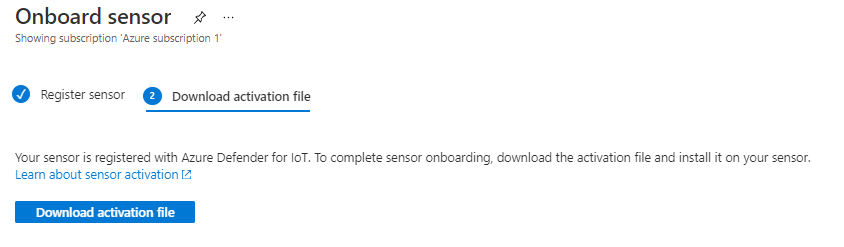 Onboard sensor ...
Showing subscription 'Azure subscription 1'
Register sensor 2 Download activation file
Your sensor is registered with Azure Defender for IoT. To complete sensor onboarding, download the activation file and install it on your sensor.
Learn about sensor activation
Download activation file